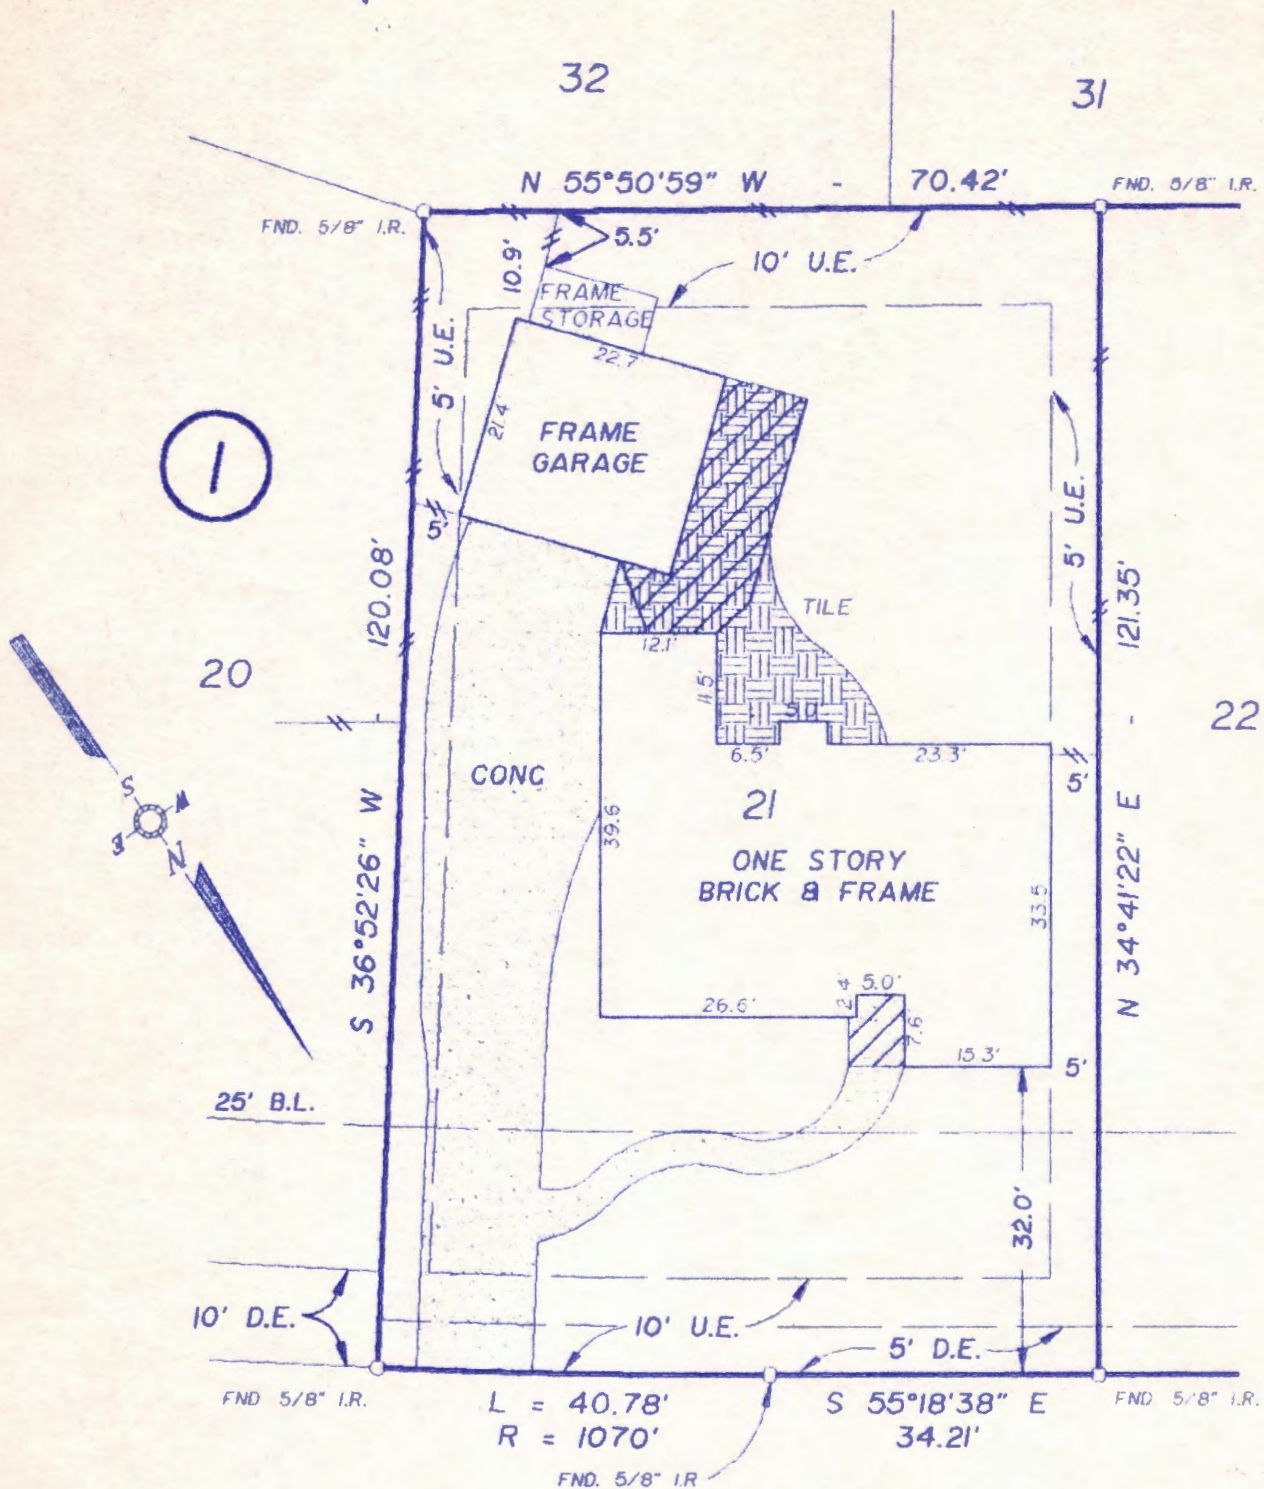 32
31
N 55°50'59" W - 70.42'
FND. 5/8" I.R.
FND. 5/8" I.R.
5.5'
10.9'
10' U.E.
FRAME
STORAGE
22.7
5' U.E.
21.4
FRAME
GARAGE
1
5'
5' U.E.
120.08'
TILE
121.35'
12.1'
20
11.5'
5.0
22
6.5'
23.3'
5'
CONC
21
S
W
E
N
39.6
ONE STORY
BRICK & FRAME
33.5
S 36°52'26" W -
N 34°41'22" E -
2.4
5.0'
26.6'
7.6
15.3'
5'
25' B.L.
32.0'
10' D.E.
10' U.E.
5' D.E.
FND 5/8" I.R.
L = 40.78'
R = 1070'
S 55°18'38" E
34.21'
FND 5/8" I.R.
FND. 5/8" I.R